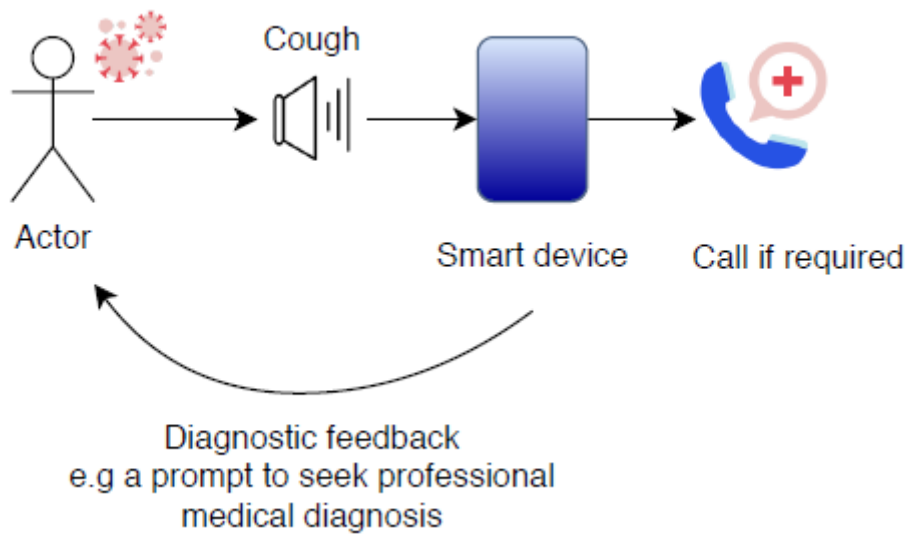 Cough
Actor
Smart device
Call if required
Diagnostic feedback
e.g a prompt to seek professional
medical diagnosis